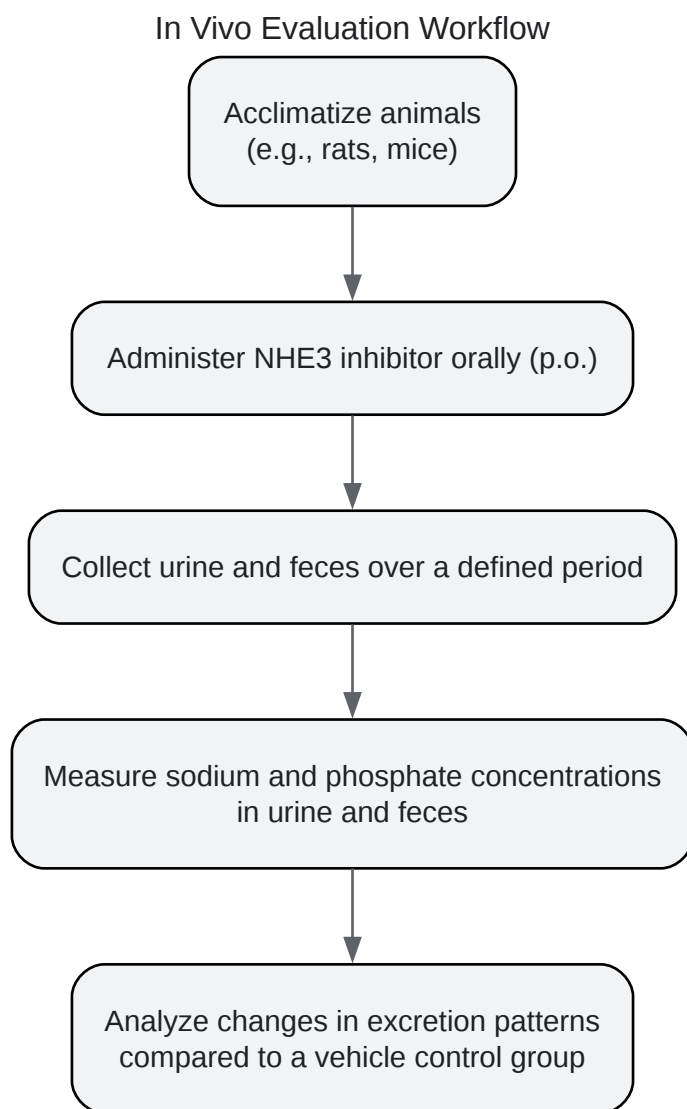 In Vivo Evaluation Workflow
Acclimatize animals
(e.g., rats, mice)
Administer NHE3 inhibitor orally (p.o.)
Collect urine and feces over a defined period
Measure sodium and phosphate concentrations
in urine and feces
Analyze changes in excretion patterns
compared to a vehicle control group